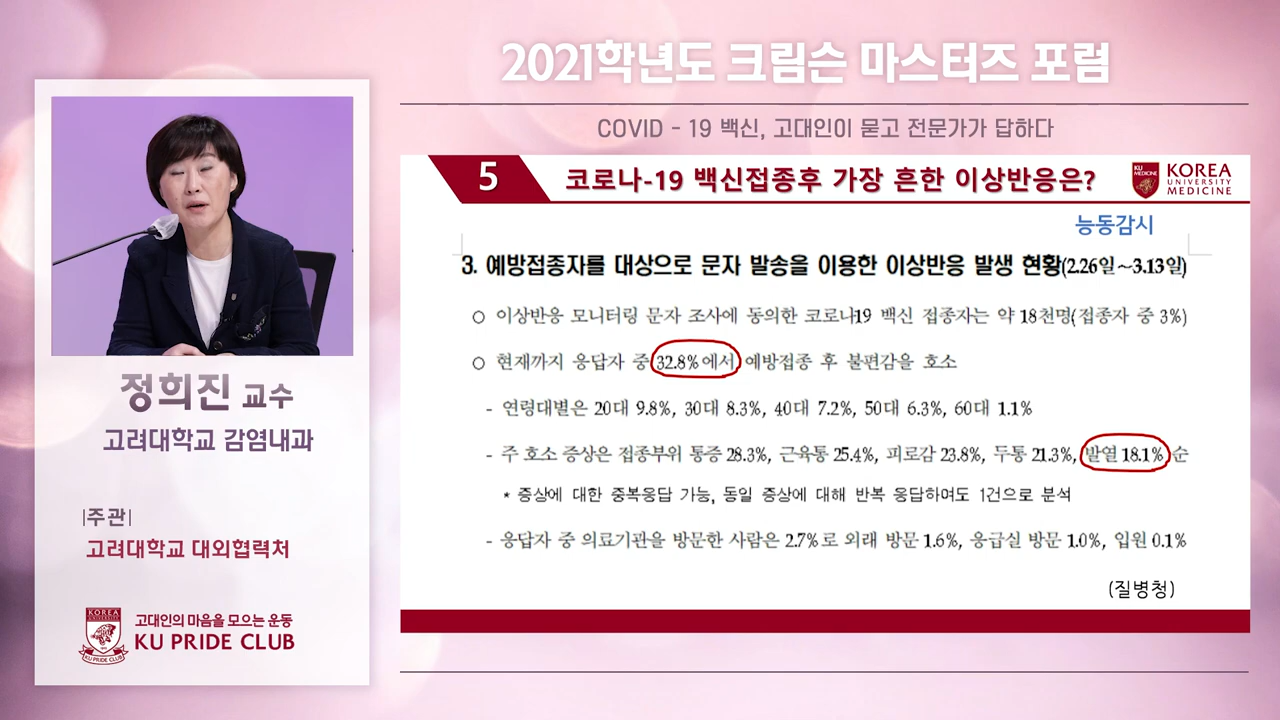 2021학년도 크림슨 마스터즈 포럼
COVID - 19 백신, 고대인이 묻고 전문가가 답하다
5
코로나-19 백신접종후 가장 흔한 이상반응은?
KU MEDICINE
KOREA
UNIVERSITY
MEDICINE
능동감시
3. 예방접종자를 대상으로 문자 발송을 이용한 이상반응 발생 현황(2.26일~3.13일)
○ 이상반응 모니터링 문자 조사에 동의한 코로나19 백신 접종자는 약 18천명(접종자 중 3%)
○ 현재까지 응답자 중 32.8%에서 예방접종 후 불편감을 호소
- 연령대별은 20대 9.8%, 30대 8.3%, 40대 7.2%, 50대 6.3%, 60대 1.1%
- 주 호소 증상은 접종부위 통증 28.3%, 근육통 25.4%, 피로감 23.8%, 두통 21.3%, 발열 18.1% 순
* 증상에 대한 중복응답 가능, 동일 증상에 대해 반복 응답하여도 1건으로 분석
- 응답자 중 의료기관을 방문한 사람은 2.7%로 외래 방문 1.6%, 응급실 방문 1.0%, 입원 0.1%
(질병청)
정희진 교수
고려대학교 감염내과
|주관|
고려대학교 대외협력처
KOREA
UNIVERSITY
KU PRIDE CLUB
고대인의 마음을 모으는 운동
KU PRIDE CLUB